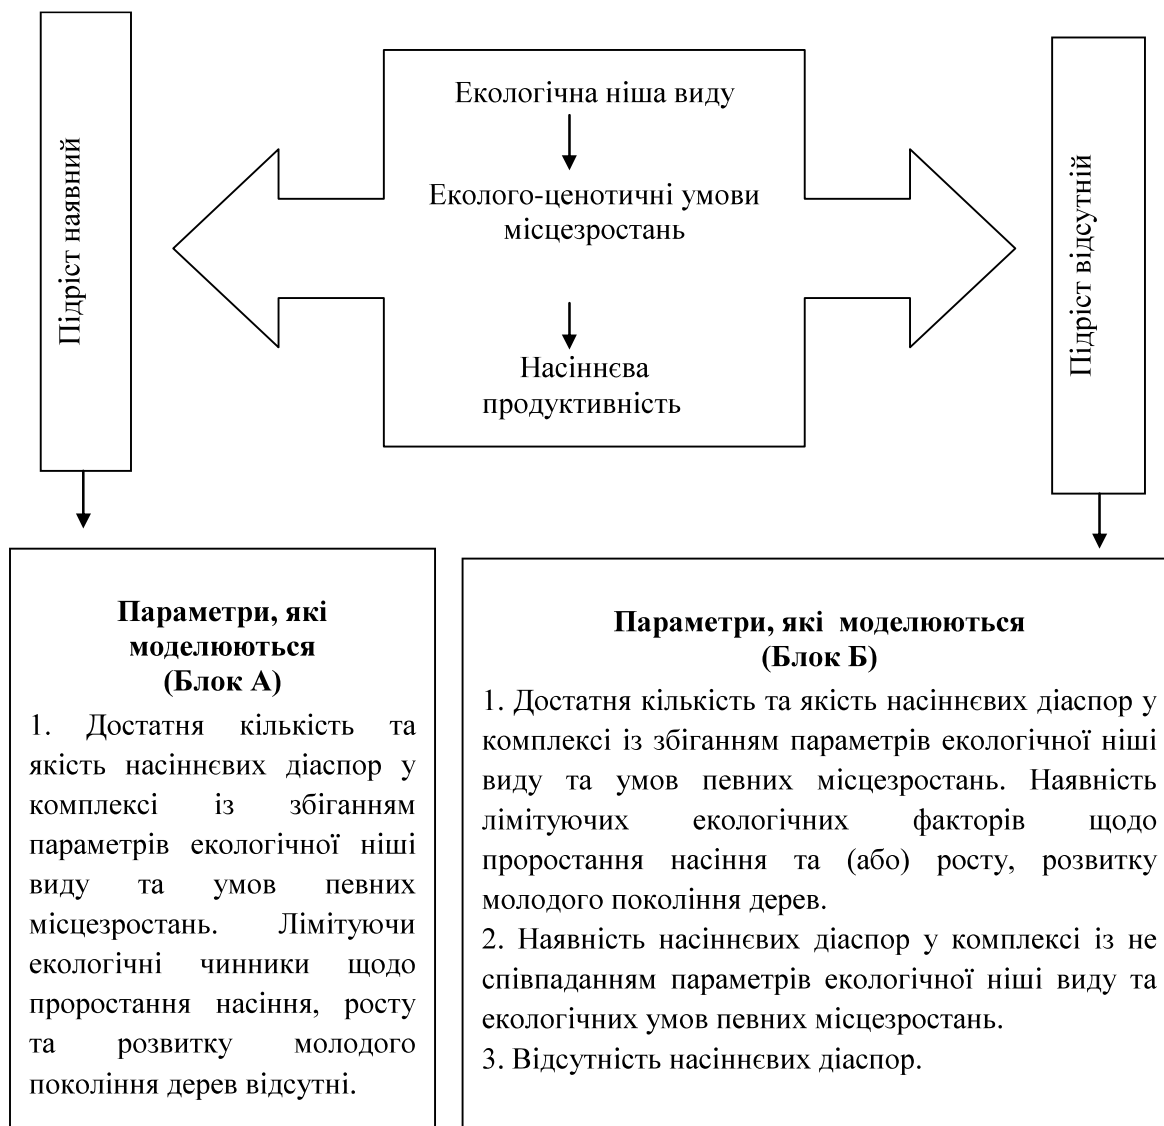 Підріст наявний
Екологічна ніша виду
Еколого-ценотичні умови
місцезростань
Насіннєва
продуктивність
Підріст відсутній
Параметри, які
моделюються
(Блок А)
1. Достатня кількість та
якість насіннєвих діаспор у
комплексі із збіганням
параметрів екологічної ніші
виду та умов певних
місцезростань. Лімітуючи
екологічні чинники щодо
проростання насіння, росту
та розвитку молодого
покоління дерев відсутні.
Параметри, які моделюються
(Блок Б)
1. Достатня кількість та якість насіннєвих діаспор у
комплексі із збіганням параметрів екологічної ніші
виду та умов певних місцезростань. Наявність
лімітуючих екологічних факторів щодо
проростання насіння та (або) росту, розвитку
молодого покоління дерев.
2. Наявність насіннєвих діаспор у комплексі із не
співпаданням параметрів екологічної ніші виду та
екологічних умов певних місцезростань.
3. Відсутність насіннєвих діаспор.